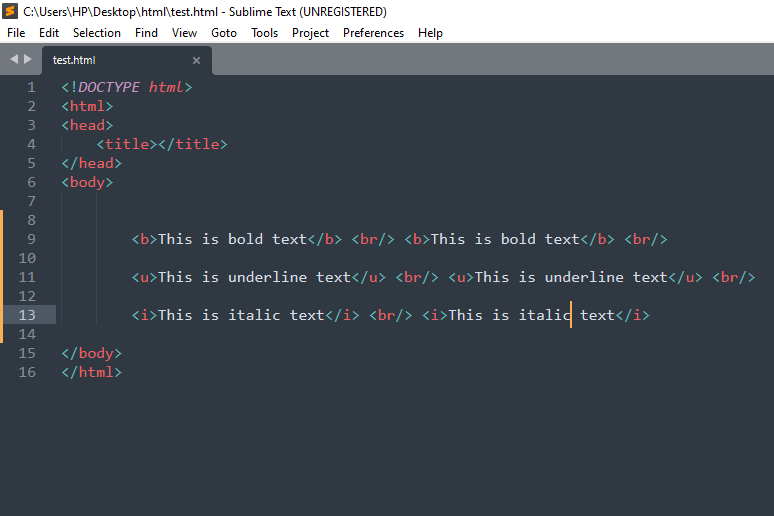 C:\Users\HP\Desktop\html\test.html - Sublime Text (UNREGISTERED)
File Edit Selection Find View Goto Tools Project Preferences Help
test.html ×
1 <!DOCTYPE html>
2 <html>
3 <head>
4 <title></title>
5 </head>
6 <body>
7
8
9 <b>This is bold text</b> <br/> <b>This is bold text</b> <br/>
10
11 <u>This is underline text</u> <br/> <u>This is underline text</u> <br/>
12
13 <i>This is italic text</i> <br/> <i>This is italic text</i>
14
15 </body>
16 </html>